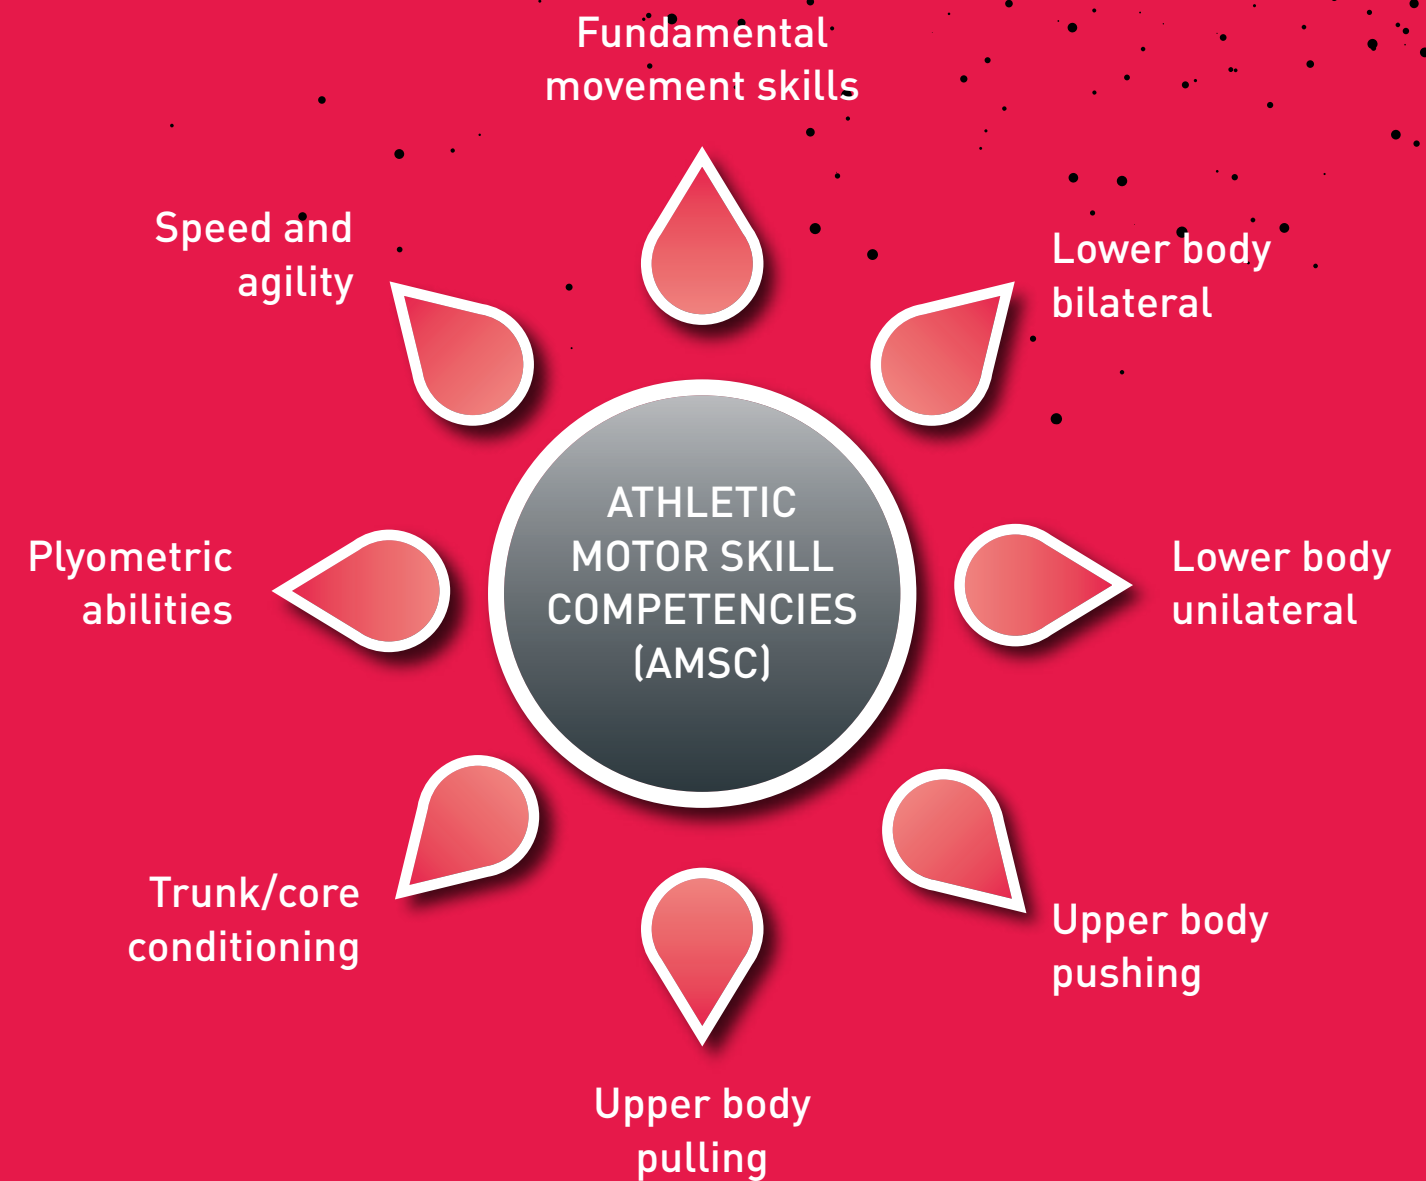 Fundamental
movement skills
Speed and
agility
Lower body
bilateral
Plyometric
abilities
ATHLETIC
MOTOR SKILL
COMPETENCIES
(AMSC)
Lower body
unilateral
Trunk/core
conditioning
Upper body
pushing
Upper body
pulling